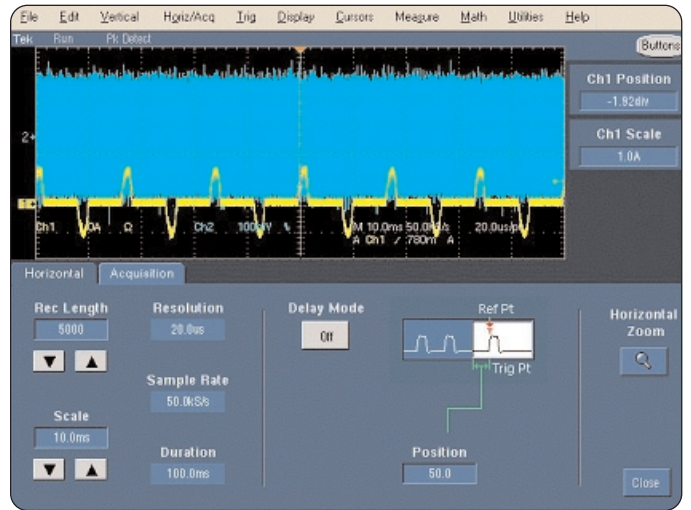 File Edit Vertical Horiz/Acq Trig Display Cursors Measure Math Utilities Help
Tek Run Pk Detect
Buttons
Ch1 Position
-1.92div
Ch1 Scale
1.0A
2
1
Ch1 Ω Ch2 M 10.0ms 50.0kS/s
A Ch1 780m A
Horizontal Acquisition
Rec Length
5000
Resolution
20.0us
Sample Rate
50.0kS/s
Scale
10.0ms
Duration
100.0ms
Delay Mode
Off
Ref Pt
Trig Pt
Position
50.0
Horizontal
Zoom
Close